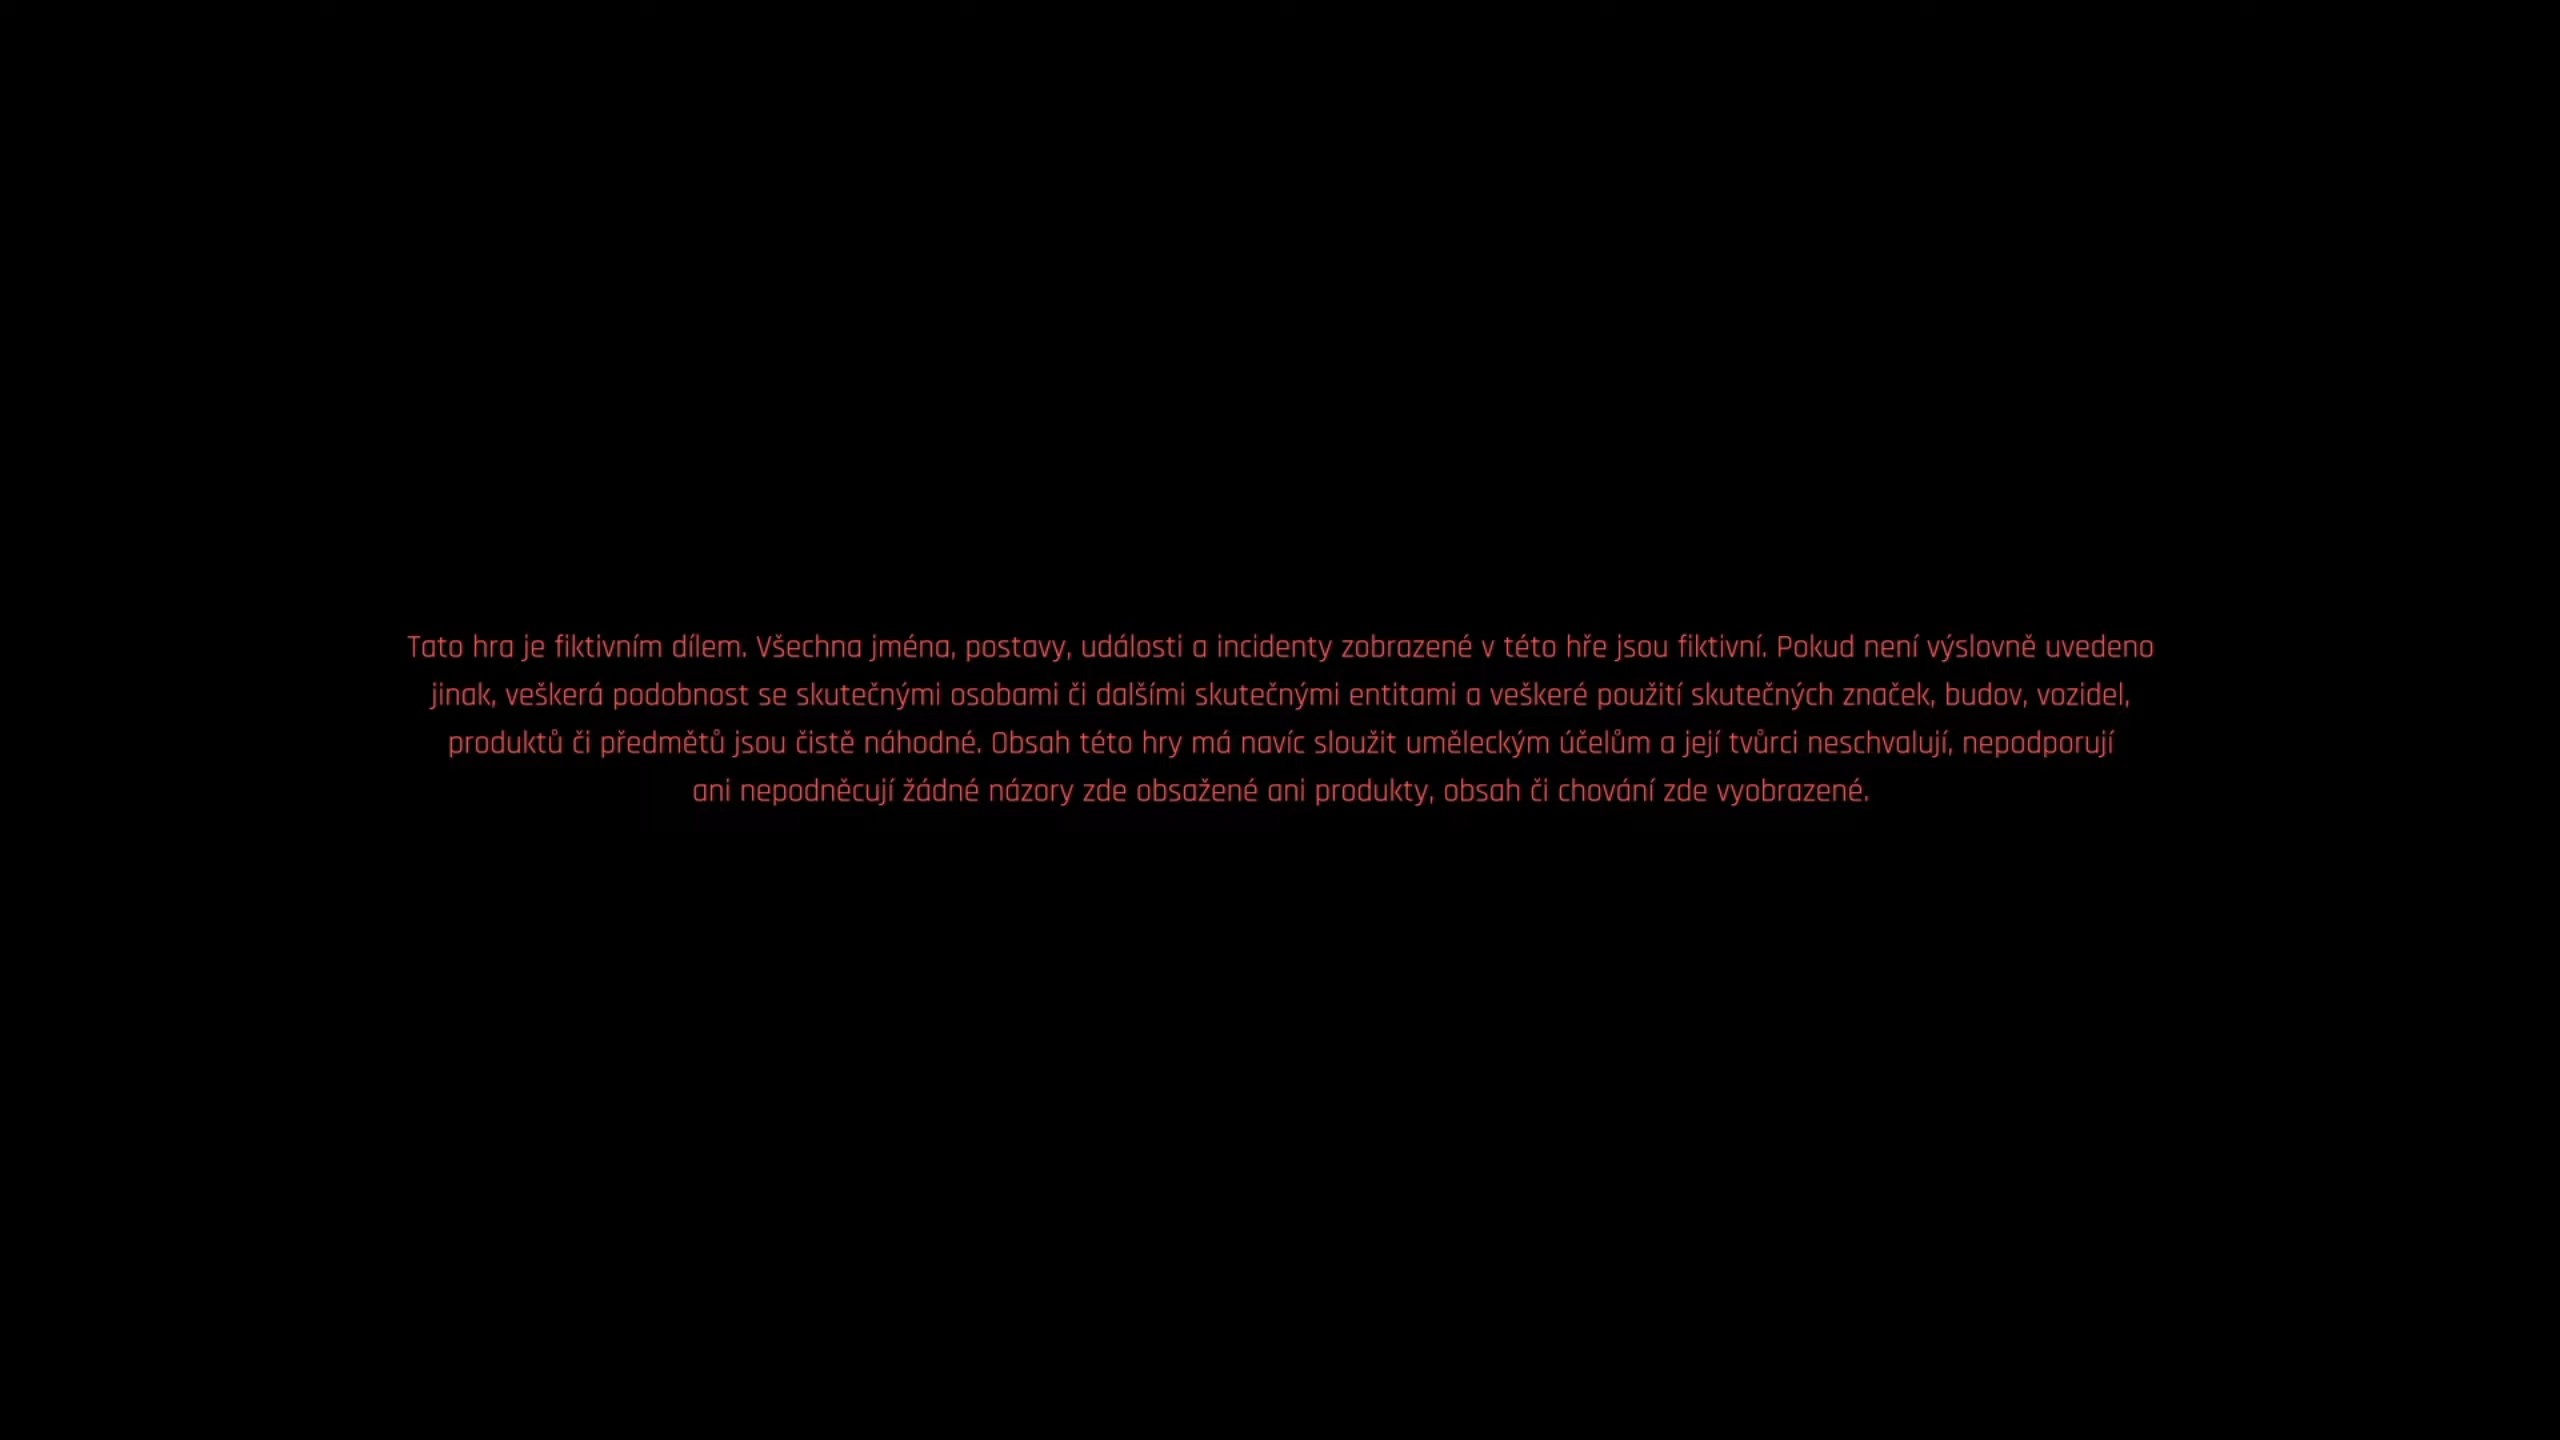 Tato hra je fiktivním dílem. Všechna jména, postavy, události a incidenty zobrazené v této hře jsou fiktivní. Pokud není výslovně uvedeno
jinak, veškerá podobnost se skutečnými osobami či dalšími skutečnými entitami a veškeré použití skutečných značek, budov, vozidel,
produktů či předmětů jsou čistě náhodné. Obsah této hry má navíc sloužit uměleckým účelům a její tvůrci neschvalují, nepodporují
ani nepodněcují žádné názory zde obsažené ani produkty, obsah či chování zde vyobrazené.